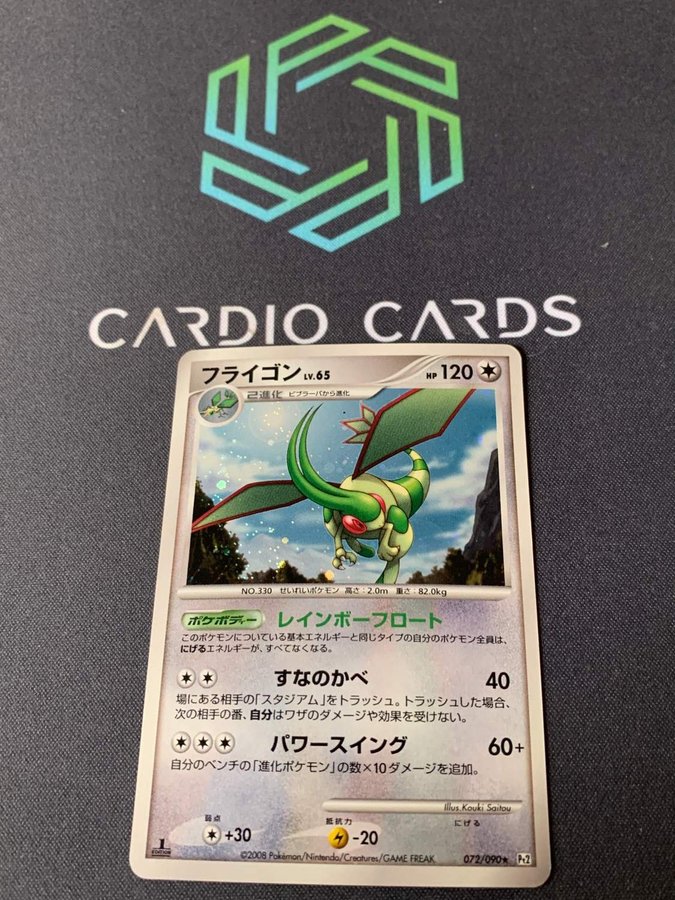 CARDIO CARDS
フライゴン LV.65 HP 120
2進化 ビブラーバから進化
NO.330 せいれいポケモン 高さ:2.0m 重さ:82.0kg
ポケボディー レインボーフロート
このポケモンについている基本エネルギーと同じタイプの自分のポケモン全員は、
にげるエネルギーが、すべてなくなる。
すなのかべ 40
場にある相手の「スタジアム」をトラッシュ。トラッシュした場合、
次の相手の番、自分はワザのダメージや効果を受けない。
パワースイング 60+
自分のベンチの「進化ポケモン」の数×10ダメージを追加。
Illus.Kouki Saitou
弱点 抵抗力 にげる
+30 -20
1 EDITION
©2008 Pokémon/Nintendo/Creatures/GAME FREAK 072/090★ Pt2